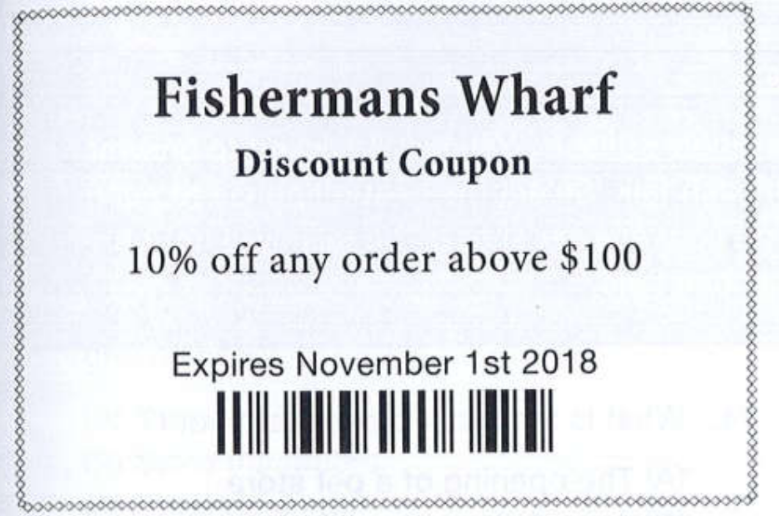 Fishermans Wharf
Discount Coupon
10% off any order above $100
Expires November 1st 2018